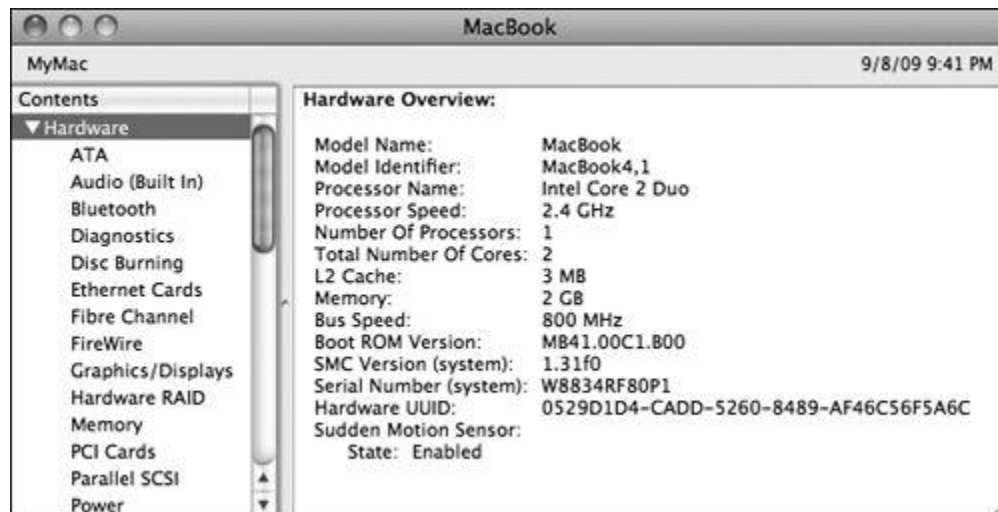 MacBook
MyMac 9/8/09 9:41 PM
Contents
Hardware
ATA
Audio (Built In)
Bluetooth
Diagnostics
Disc Burning
Ethernet Cards
Fibre Channel
FireWire
Graphics/Displays
Hardware RAID
Memory
PCI Cards
Parallel SCSI
Power
Hardware Overview:
Model Name: MacBook
Model Identifier: MacBook4,1
Processor Name: Intel Core 2 Duo
Processor Speed: 2.4 GHz
Number Of Processors: 1
Total Number Of Cores: 2
L2 Cache: 3 MB
Memory: 2 GB
Bus Speed: 800 MHz
Boot ROM Version: MB41.00C1.B00
SMC Version (system): 1.31f0
Serial Number (system): W8834RF80P1
Hardware UUID: 0529D1D4-CADD-5260-8489-AF46C56F5A6C
Sudden Motion Sensor:
State: Enabled